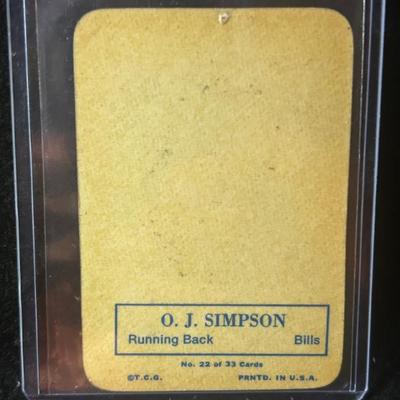 O. J. SIMPSON
Running Back Bills
No. 22 of 33 Cards
©T.C.G. PRNTD. IN U.S.A.